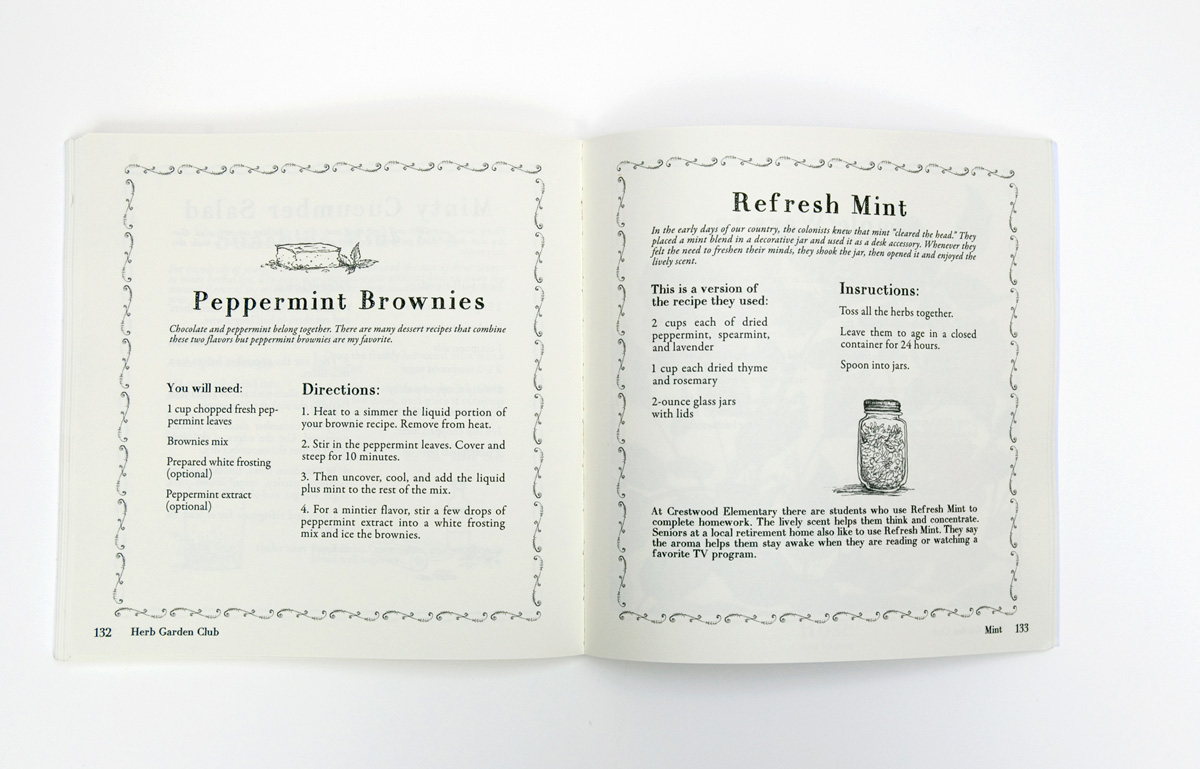 Peppermint Brownies
Chocolate and peppermint belong together. There are many dessert recipes that combine
these two flavors but peppermint brownies are my favorite.
You will need:
1 cup chopped fresh pep-
permint leaves
Brownies mix
Prepared white frosting
(optional)
Peppermint extract
(optional)
Directions:
1. Heat to a simmer the liquid portion of
your brownie recipe. Remove from heat.
2. Stir in the peppermint leaves. Cover and
steep for 10 minutes.
3. Then uncover, cool, and add the liquid
plus mint to the rest of the mix.
4. For a mintier flavor, stir a few drops of
peppermint extract into a white frosting
mix and ice the brownies.
132 Herb Garden Club
Refresh Mint
In the early days of our country, the colonists knew that mint "cleared the head." They
placed a mint blend in a decorative jar and used it as a desk accessory. Whenever they
felt the need to freshen their minds, they shook the jar, then opened it and enjoyed the
lively scent.
This is a version of
the recipe they used:
2 cups each of dried
peppermint, spearmint,
and lavender
1 cup each dried thyme
and rosemary
2-ounce glass jars
with lids
Insructions:
Toss all the herbs together.
Leave them to age in a closed
container for 24 hours.
Spoon into jars.
At Crestwood Elementary there are students who use Refresh Mint to
complete homework. The lively scent helps them think and concentrate.
Seniors at a local retirement home also like to use Refresh Mint. They say
the aroma helps them stay awake when they are reading or watching a
favorite TV program.
Mint 133